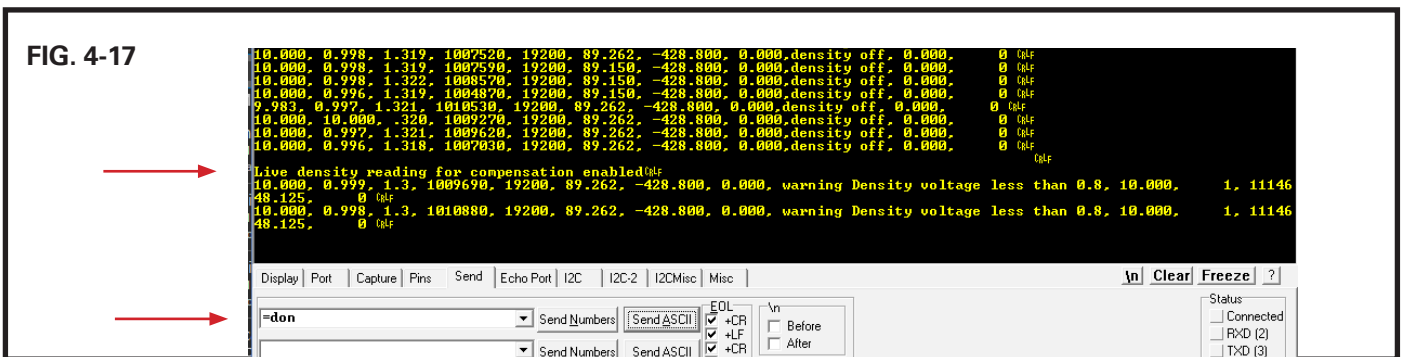 FIG. 4-17
10.000, 0.998, 1.319, 1007520, 19200, 89.262, -428.800, 0.000,density off, 0.000, 0 CRLF
10.000, 0.998, 1.319, 1007590, 19200, 89.150, -428.800, 0.000,density off, 0.000, 0 CRLF
10.000, 0.998, 1.322, 1008570, 19200, 89.150, -428.800, 0.000,density off, 0.000, 0 CRLF
10.000, 0.996, 1.319, 1004870, 19200, 89.150, -428.800, 0.000,density off, 0.000, 0 CRLF
9.983, 0.997, 1.321, 1010530, 19200, 89.262, -428.800, 0.000,density off, 0.000, 0 CRLF
10.000, 10.000, .320, 1009270, 19200, 89.262, -428.800, 0.000,density off, 0.000, 0 CRLF
10.000, 0.997, 1.321, 1009620, 19200, 89.262, -428.800, 0.000,density off, 0.000, 0 CRLF
10.000, 0.996, 1.318, 1007030, 19200, 89.262, -428.800, 0.000,density off, 0.000, 0 CRLF
CRLF
Live density reading for compensation enabledCRLF
10.000, 0.999, 1.3, 1009690, 19200, 89.262, -428.800, 0.000, warning Density voltage less than 0.8, 10.000, 1, 11146
48.125, 0 CRLF
10.000, 0.998, 1.3, 1010880, 19200, 89.262, -428.800, 0.000, warning Density voltage less than 0.8, 10.000, 1, 11146
48.125, 0 CRLF
Display Port Capture Pins Send Echo Port I2C I2C-2 I2CMisc Misc \n Clear Freeze ?
=don Send Numbers Send ASCII
Send Numbers Send ASCII
EOL
+CR
+LF
+CR
\n
Before
After
Status
Connected
RXD (2)
TXD (3)